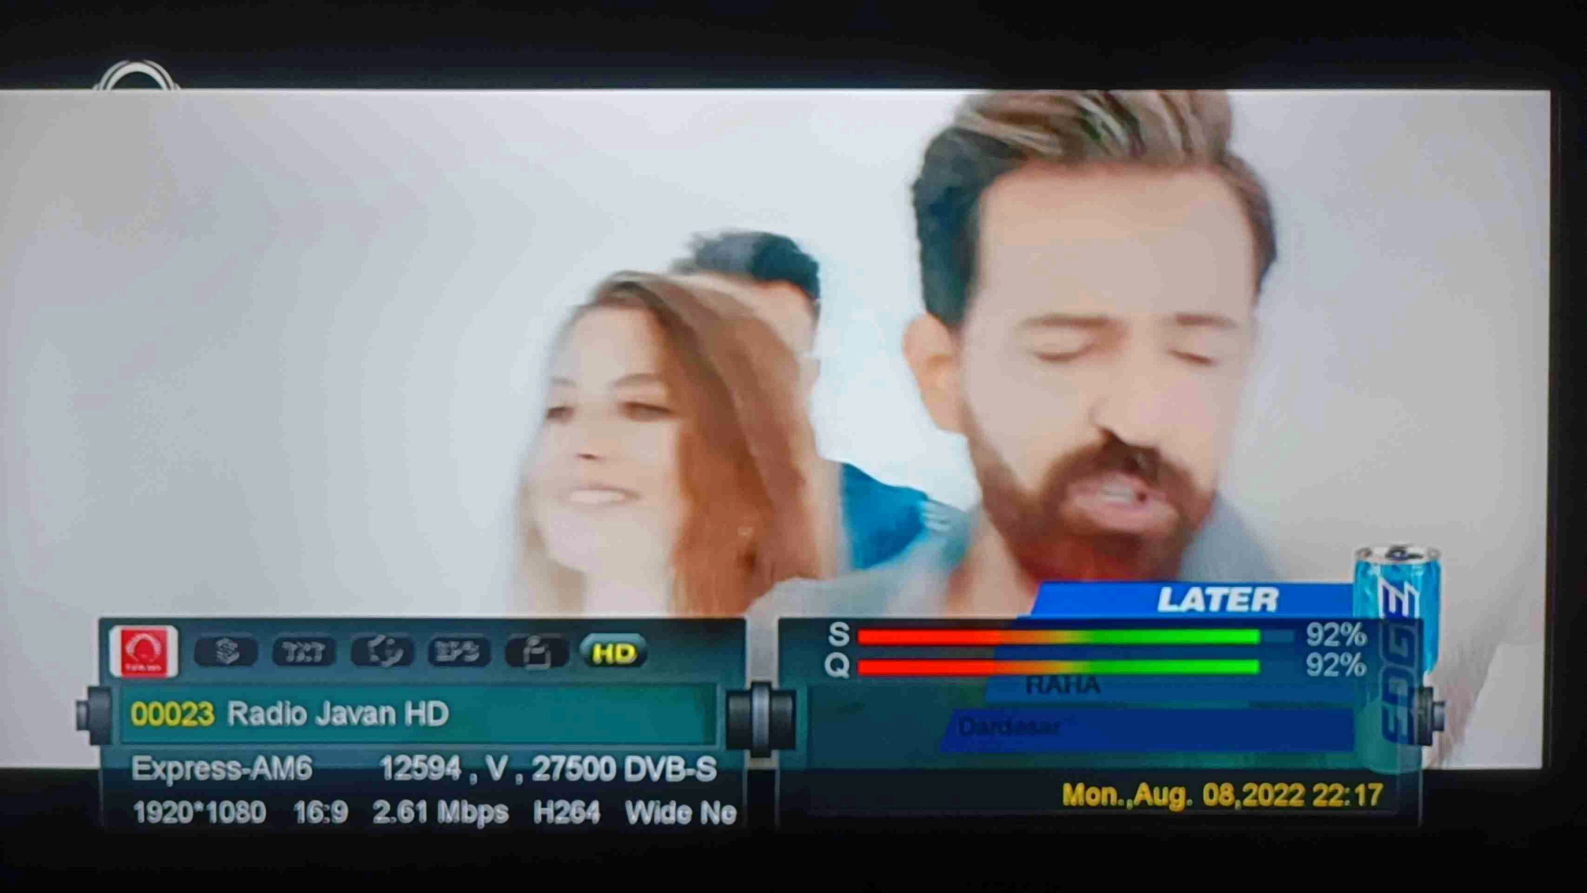 LATER
S 92%
Q 92%
$ TXT EPG HD
RAHA
00023 Radio Javan HD
Dardesar
Express-AM6 12594 , V , 27500 DVB-S
Mon.,Aug. 08,2022 22:17
1920*1080 16:9 2.61 Mbps H264 Wide Ne
EDGE